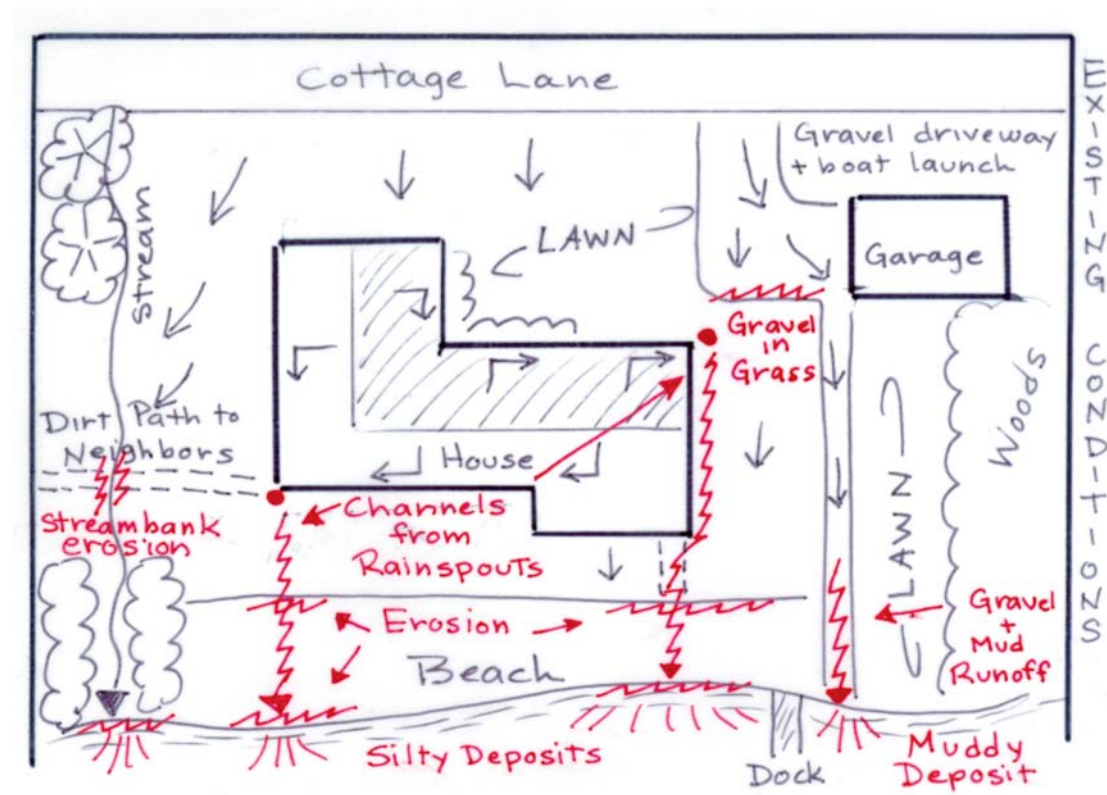 Cottage Lane
EXISTING CONDITIONS
Gravel driveway
+ boat launch
Stream
LAWN
Garage
Gravel
in
Grass
Woods
Dirt Path to
Neighbors
House
Streambank
erosion
Channels
from
Rainspouts
LAWN
Erosion
Gravel
+
Mud
Runoff
Beach
Silty Deposits
Muddy
Deposit
Dock